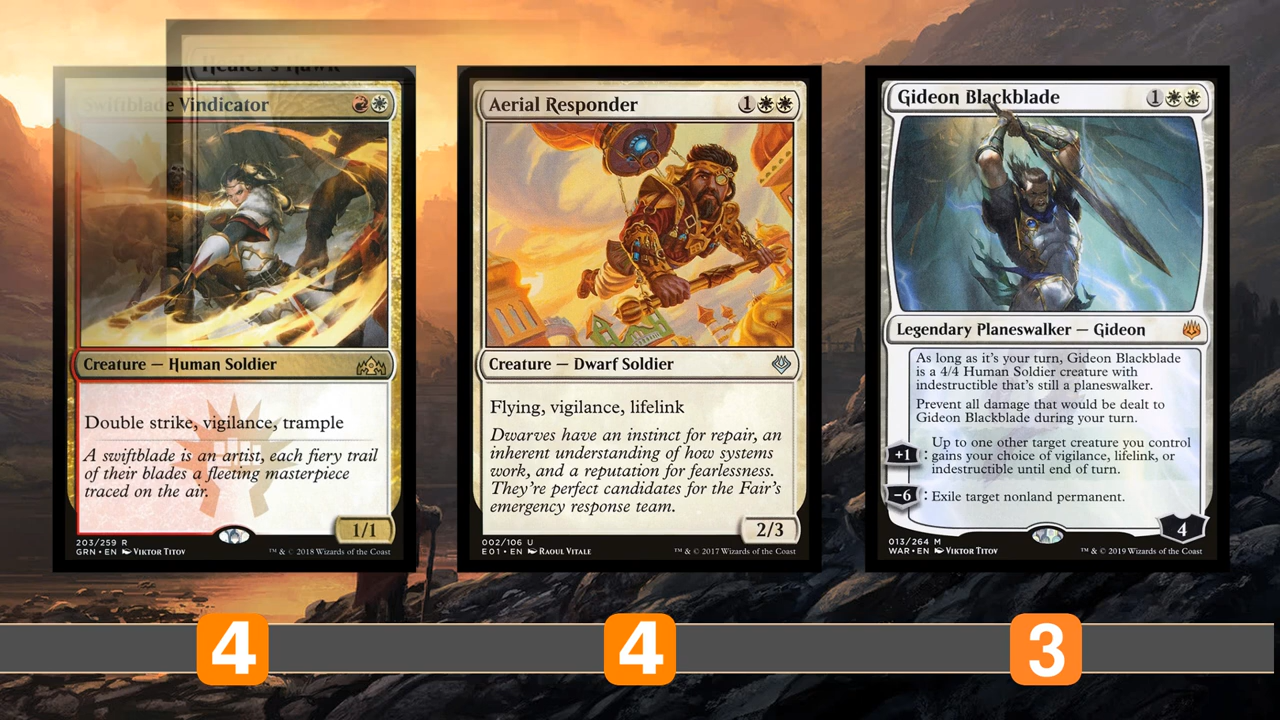 Healer's Hawk
Swiftblade Vindicator
Creature — Human Soldier
Double strike, vigilance, trample
A swiftblade is an artist, each fiery trail
of their blades a fleeting masterpiece
traced on the air.
1/1
203/259 R
GRN • EN Viktor Titov
™ & © 2018 Wizards of the Coast
4
Aerial Responder
1
Creature — Dwarf Soldier
Flying, vigilance, lifelink
Dwarves have an instinct for repair, an
inherent understanding of how systems
work, and a reputation for fearlessness.
They're perfect candidates for the Fair's
emergency response team.
2/3
002/106 U
E01 • EN Raoul Vitale
™ & © 2017 Wizards of the Coast
4
Gideon Blackblade
1
Legendary Planeswalker — Gideon
As long as it's your turn, Gideon Blackblade
is a 4/4 Human Soldier creature with
indestructible that's still a planeswalker.
Prevent all damage that would be dealt to
Gideon Blackblade during your turn.
+1 : Up to one other target creature you control
gains your choice of vigilance, lifelink, or
indestructible until end of turn.
-6 : Exile target nonland permanent.
4
013/264 M
WAR • EN Viktor Titov
™ & © 2019 Wizards of the Coast
3